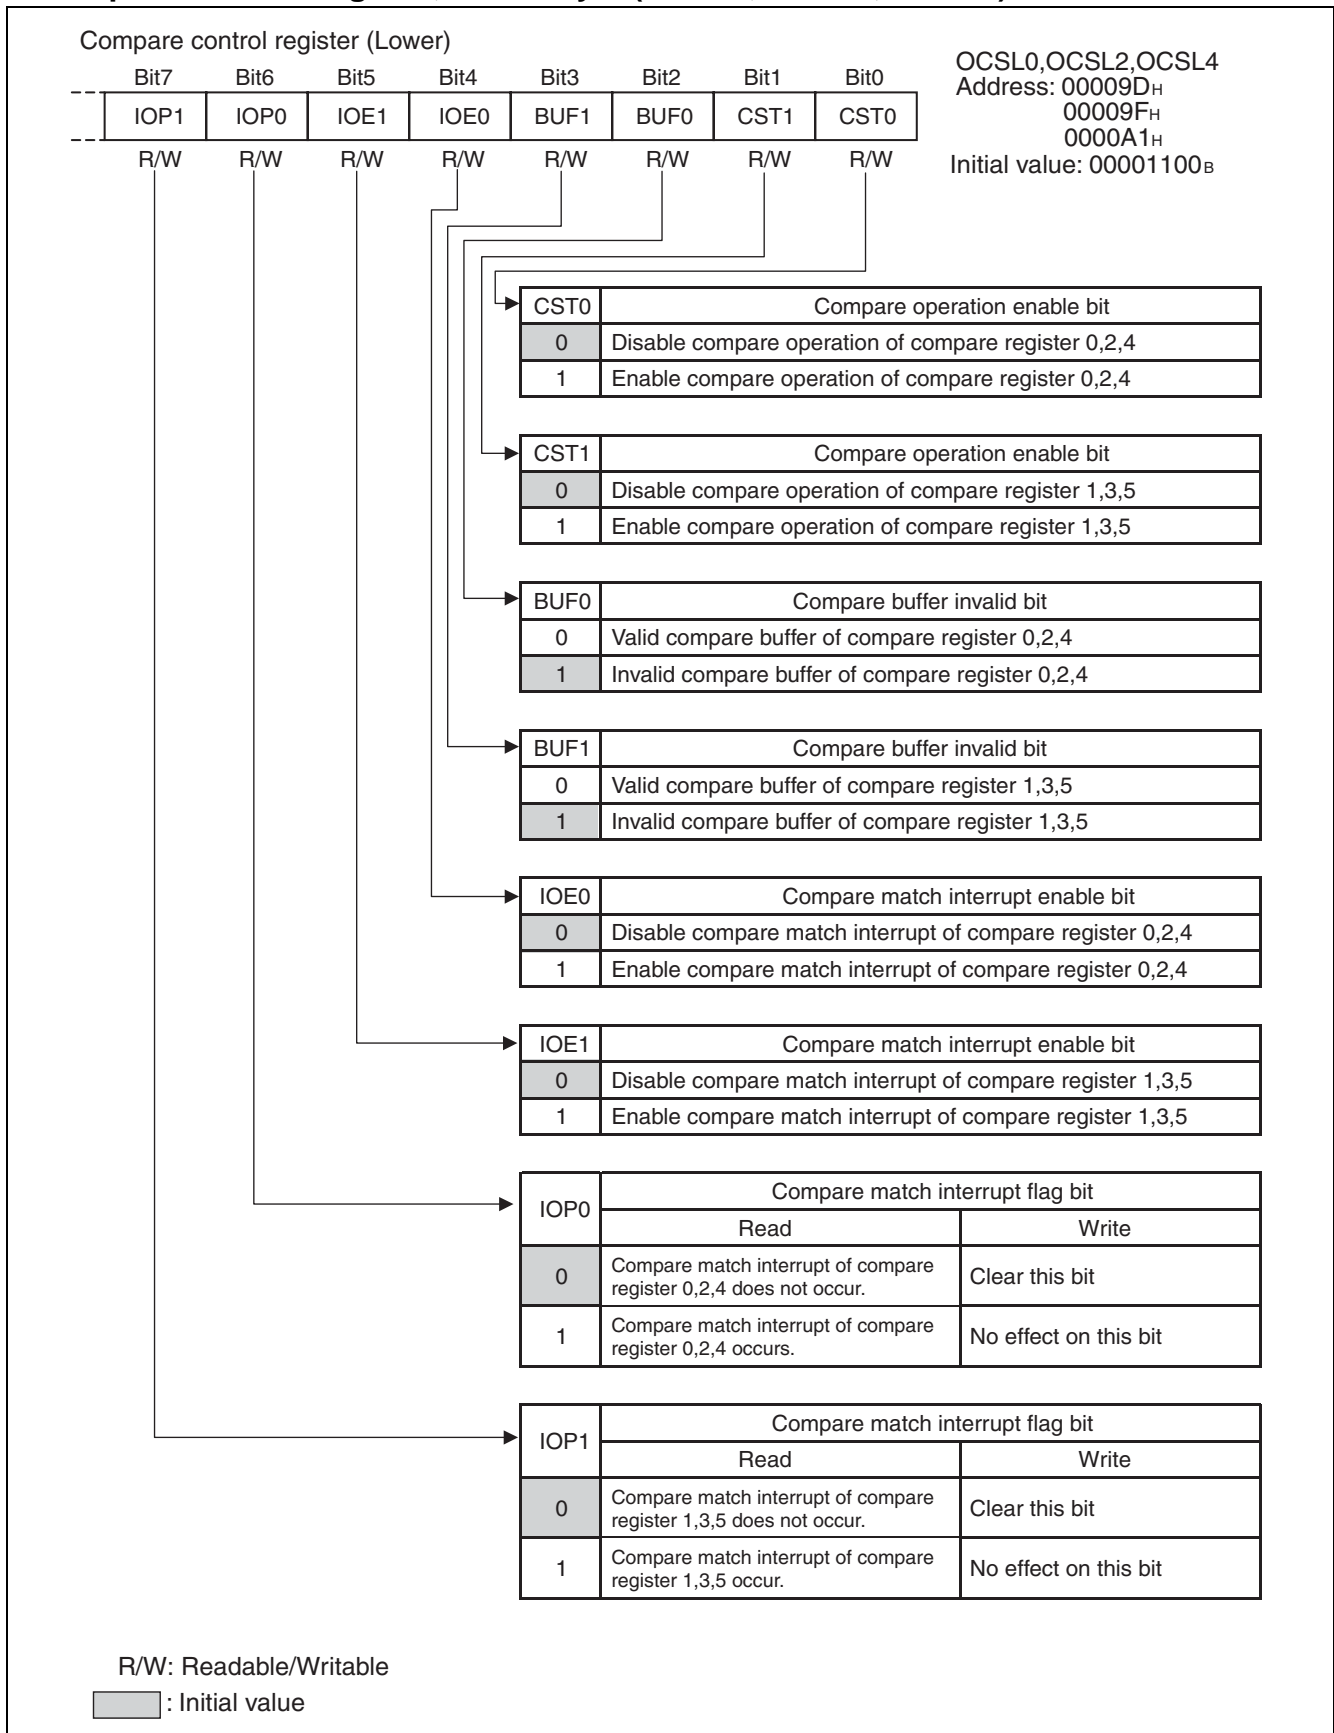 Compare control register (Lower)
Bit7 Bit6 Bit5 Bit4 Bit3 Bit2 Bit1 Bit0
IOP1 IOP0 IOE1 IOE0 BUF1 BUF0 CST1 CST0
R/W R/W R/W R/W R/W R/W R/W R/W
OCSL0,OCSL2,OCSL4
Address: 00009DH
00009FH
0000A1H
Initial value: 00001100B
CST0 Compare operation enable bit
0 Disable compare operation of compare register 0,2,4
1 Enable compare operation of compare register 0,2,4
CST1 Compare operation enable bit
0 Disable compare operation of compare register 1,3,5
1 Enable compare operation of compare register 1,3,5
BUF0 Compare buffer invalid bit
0 Valid compare buffer of compare register 0,2,4
1 Invalid compare buffer of compare register 0,2,4
BUF1 Compare buffer invalid bit
0 Valid compare buffer of compare register 1,3,5
1 Invalid compare buffer of compare register 1,3,5
IOE0 Compare match interrupt enable bit
0 Disable compare match interrupt of compare register 0,2,4
1 Enable compare match interrupt of compare register 0,2,4
IOE1 Compare match interrupt enable bit
0 Disable compare match interrupt of compare register 1,3,5
1 Enable compare match interrupt of compare register 1,3,5
IOP0 Compare match interrupt flag bit
Read Write
0 Compare match interrupt of compare
register 0,2,4 does not occur. Clear this bit
1 Compare match interrupt of compare
register 0,2,4 occurs. No effect on this bit
IOP1 Compare match interrupt flag bit
Read Write
0 Compare match interrupt of compare
register 1,3,5 does not occur. Clear this bit
1 Compare match interrupt of compare
register 1,3,5 occur. No effect on this bit
R/W: Readable/Writable
: Initial value